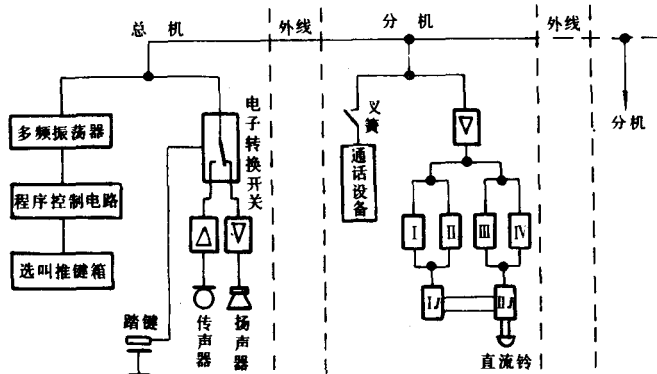 总机
外线
分机
外线
多频振荡器
程序控制电路
选叫推键箱
电子转换开关
踏键
传声器
扬声器
叉簧
通话设备
I
II
III
IV
IJ
IIJ
直流铃
分机